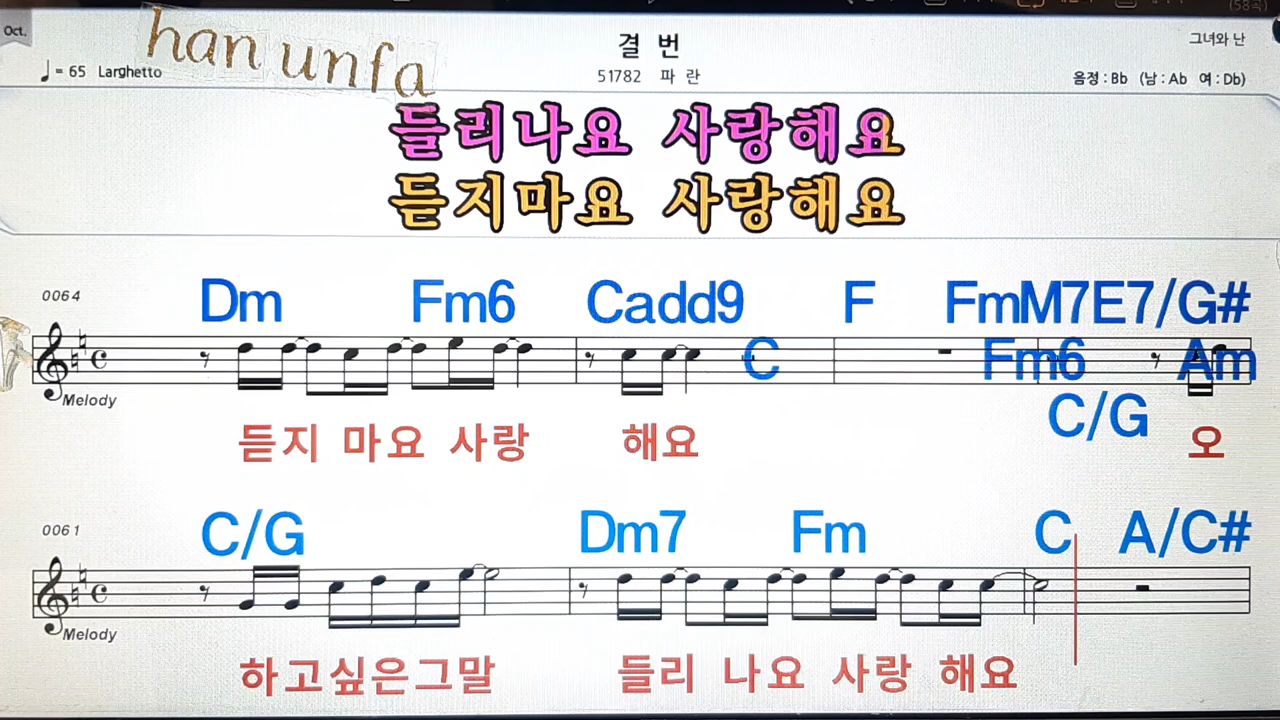 (58곡)
Oct.
han unfa
결 번
그녀와 난
♩= 65 Larghetto
51782 파 란
음정 : Bb (남 : Ab 여 : Db)
들리나요 사랑해요
듣지마요 사랑해요
0064
Dm Fm6 Cadd9 F FmM7E7/G#
C Fm6 Am
C/G
Melody
듣지 마요 사랑 해요 오
0061
C/G Dm7 Fm C A/C#
Melody
하고싶은그말 들리 나요 사랑 해요